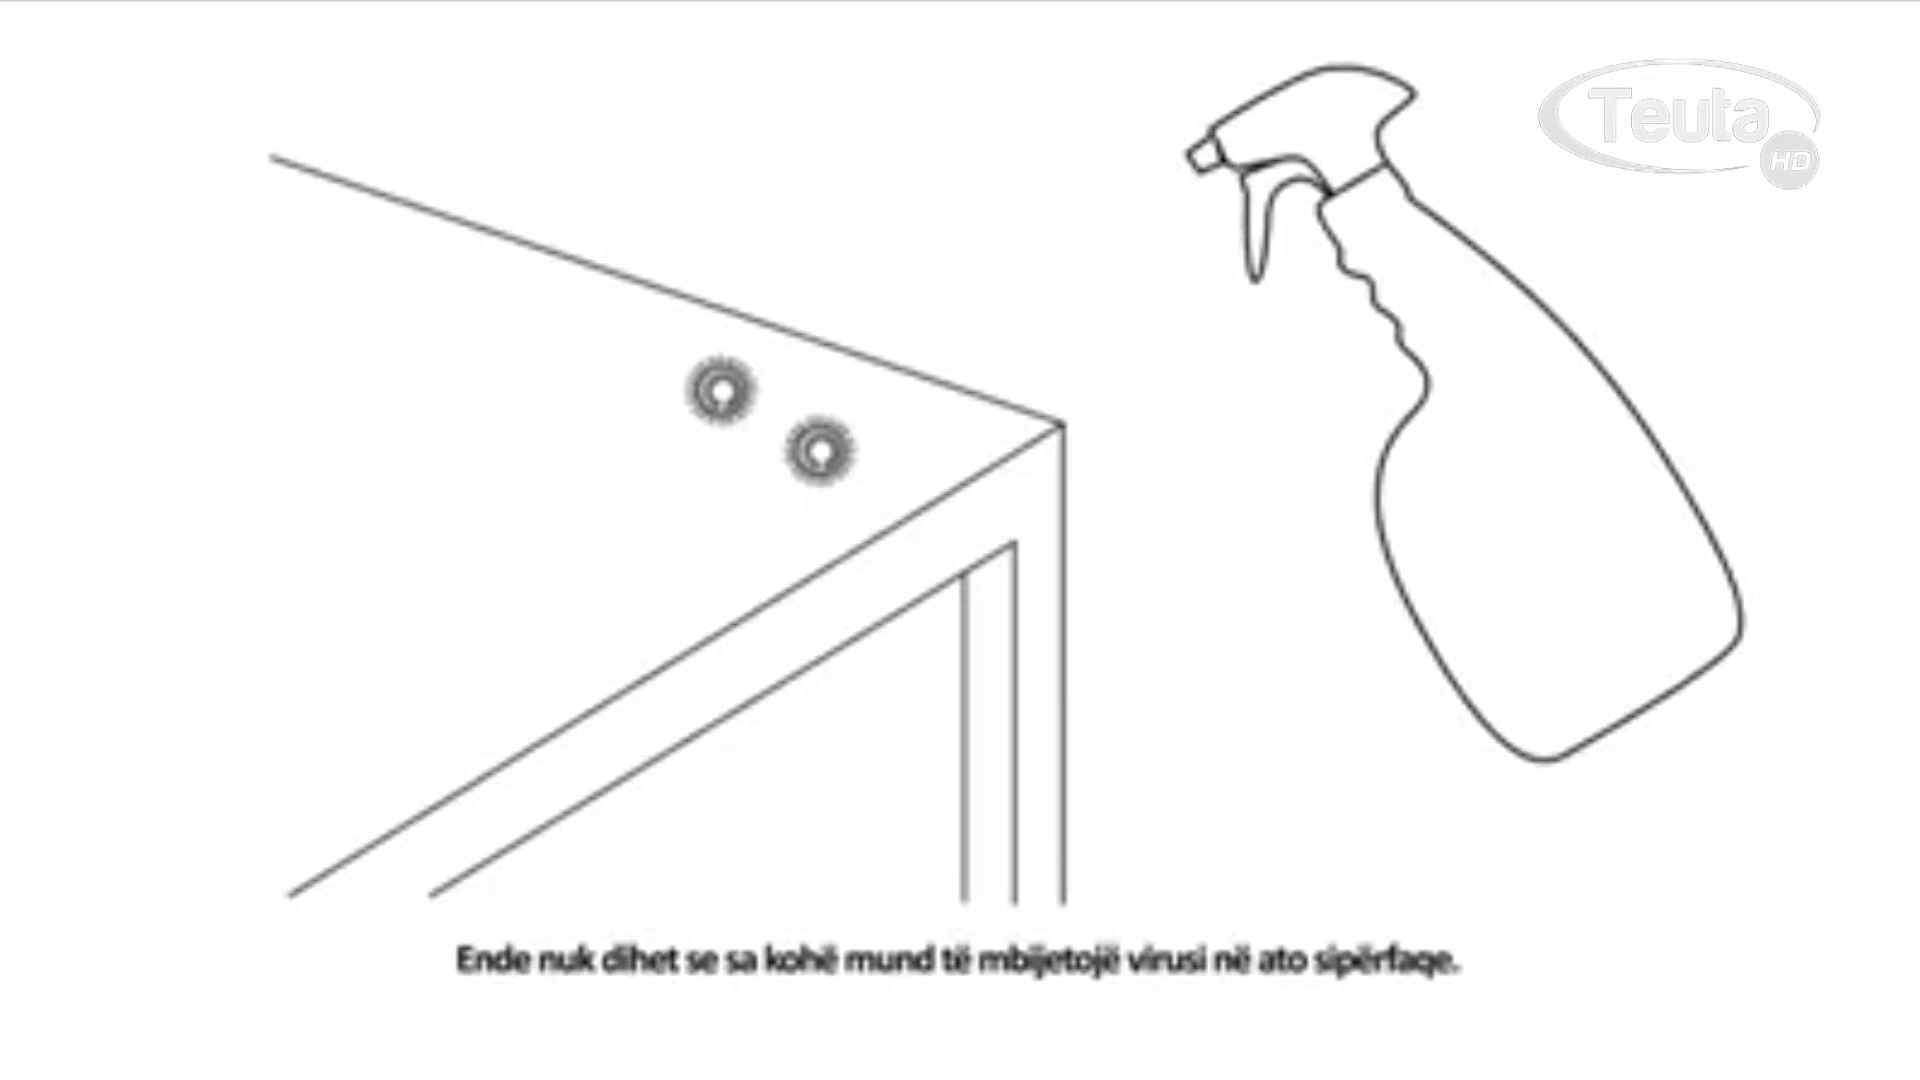 Teuta
HD
Ende nuk dihet se sa kohë mund të mbijetojë virusi në ato sipërfaqe.